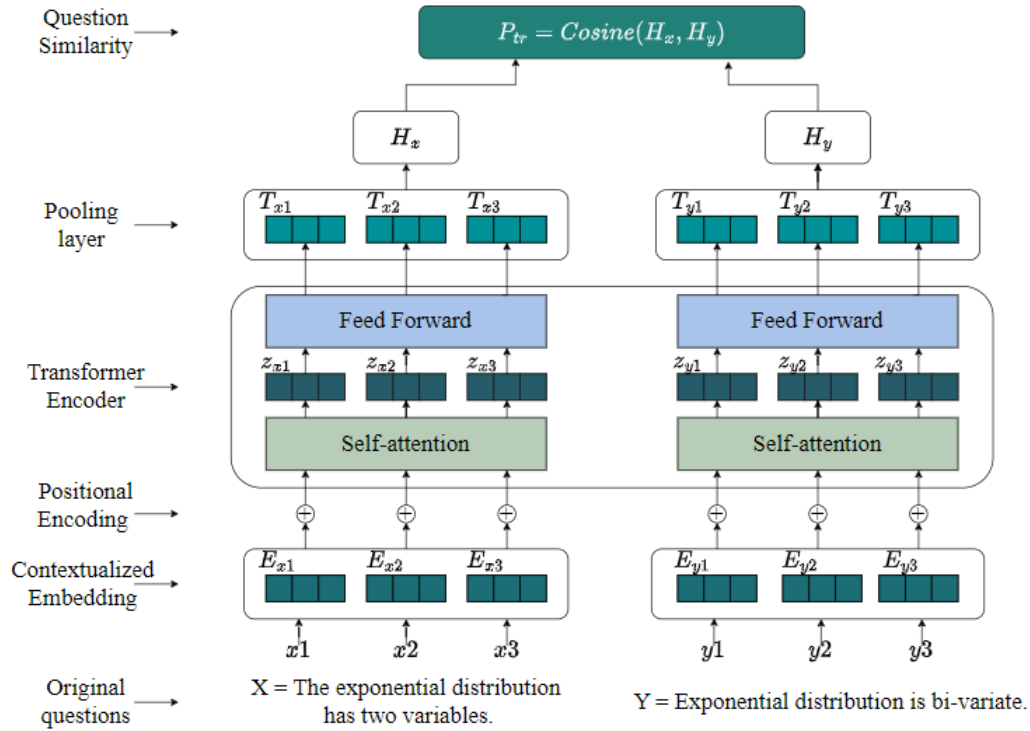 Question
Similarity
P_tr = Cosine(H_x, H_y)
H_x
H_y
Pooling
layer
T_x1 T_x2 T_x3
T_y1 T_y2 T_y3
Feed Forward
Feed Forward
Transformer
Encoder
z_x1 z_x2 z_x3
z_y1 z_y2 z_y3
Self-attention
Self-attention
Positional
Encoding
+ + +
+ + +
Contextualized
Embedding
E_x1 E_x2 E_x3
E_y1 E_y2 E_y3
x1 x2 x3
y1 y2 y3
Original
questions
X = The exponential distribution
has two variables.
Y = Exponential distribution is bi-variate.